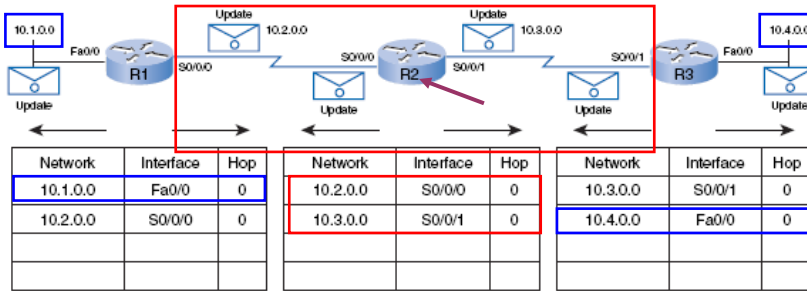 Update
Update
10.1.0.0
10.2.0.0
10.3.0.0
10.4.0.0
Fa0/0
R1
S0/0/0
S0/0/0
R2
S0/0/1
S0/0/1
R3
Fa0/0
Update
Update
Update
Update
Network Interface Hop
10.1.0.0 Fa0/0 0
10.2.0.0 S0/0/0 0
Network Interface Hop
10.2.0.0 S0/0/0 0
10.3.0.0 S0/0/1 0
Network Interface Hop
10.3.0.0 S0/0/1 0
10.4.0.0 Fa0/0 0